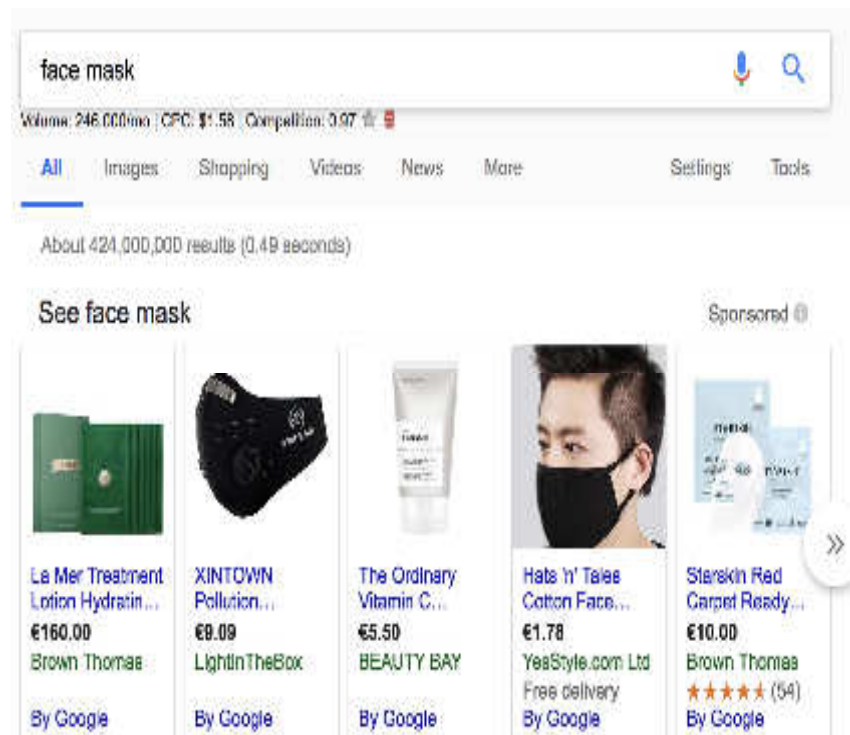 face mask
Volume: 246,000/mo | CPC: $1.58 | Competition: 0.97
All Images Shopping Videos News More Settings Tools
About 424,000,000 results (0.49 seconds)
See face mask
Sponsored
La Mer Treatment
Lotion Hydratin...
€160.00
Brown Thomas
By Google
XINTOWN
Pollution...
€9.09
LightInTheBox
By Google
The Ordinary
Vitamin C...
€5.50
BEAUTY BAY
By Google
Hats 'n' Tales
Cotton Face...
€1.78
YesStyle.com Ltd
Free delivery
By Google
Starskin Red
Carpet Ready...
€10.00
Brown Thomas
(54)
By Google